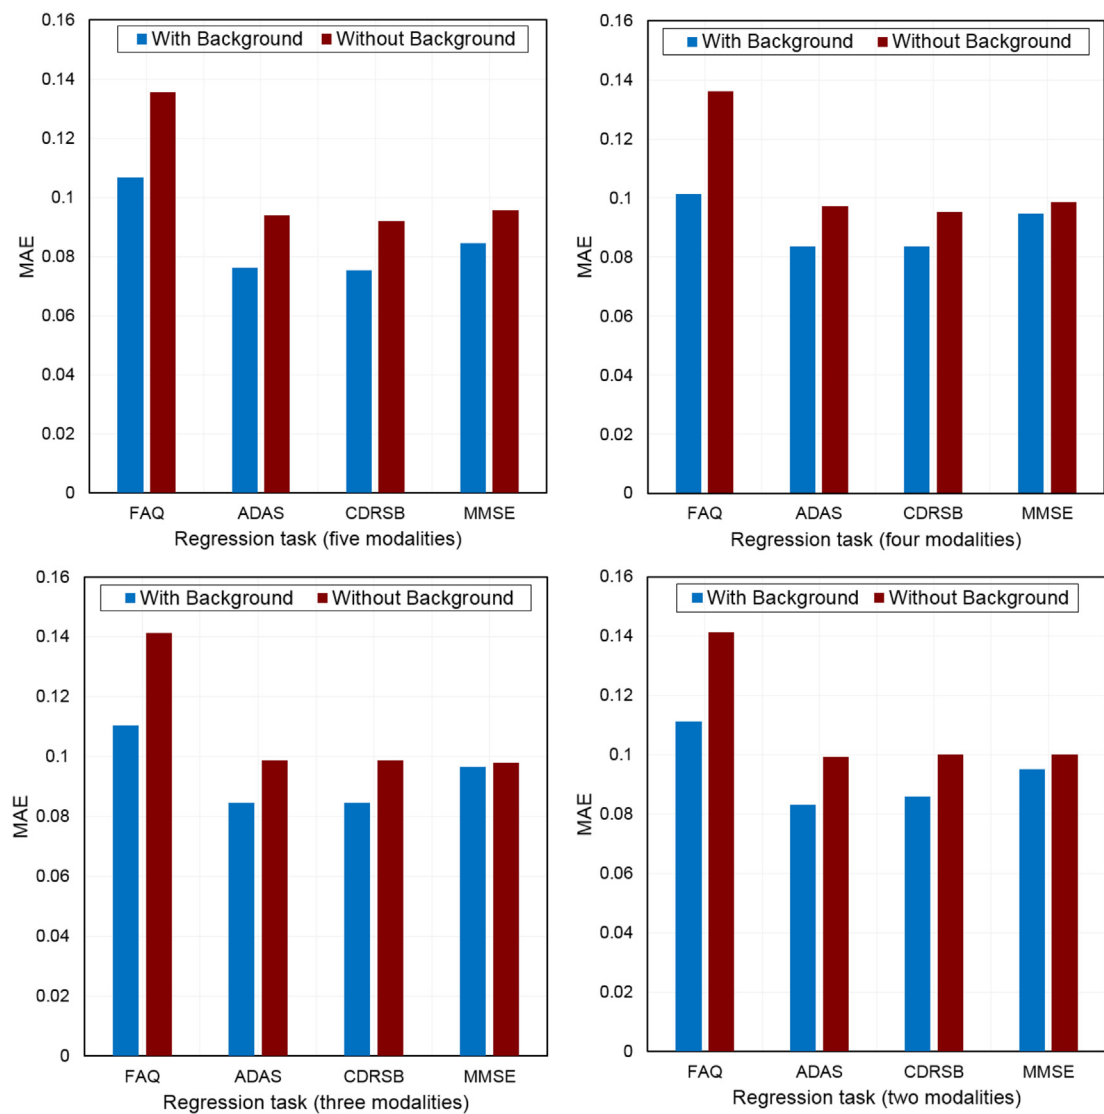 0.16
With Background Without Background
0.14
0.12
0.1
0.08
0.06
0.04
0.02
0
MAE
FAQ ADAS CDRSB MMSE
Regression task (five modalities)
0.16
With Background Without Background
0.14
0.12
0.1
0.08
0.06
0.04
0.02
0
MAE
FAQ ADAS CDRSB MMSE
Regression task (four modalities)
0.16
With Background Without Background
0.14
0.12
0.1
0.08
0.06
0.04
0.02
0
MAE
FAQ ADAS CDRSB MMSE
Regression task (three modalities)
0.16
With Background Without Background
0.14
0.12
0.1
0.08
0.06
0.04
0.02
0
MAE
FAQ ADAS CDRSB MMSE
Regression task (two modalities)